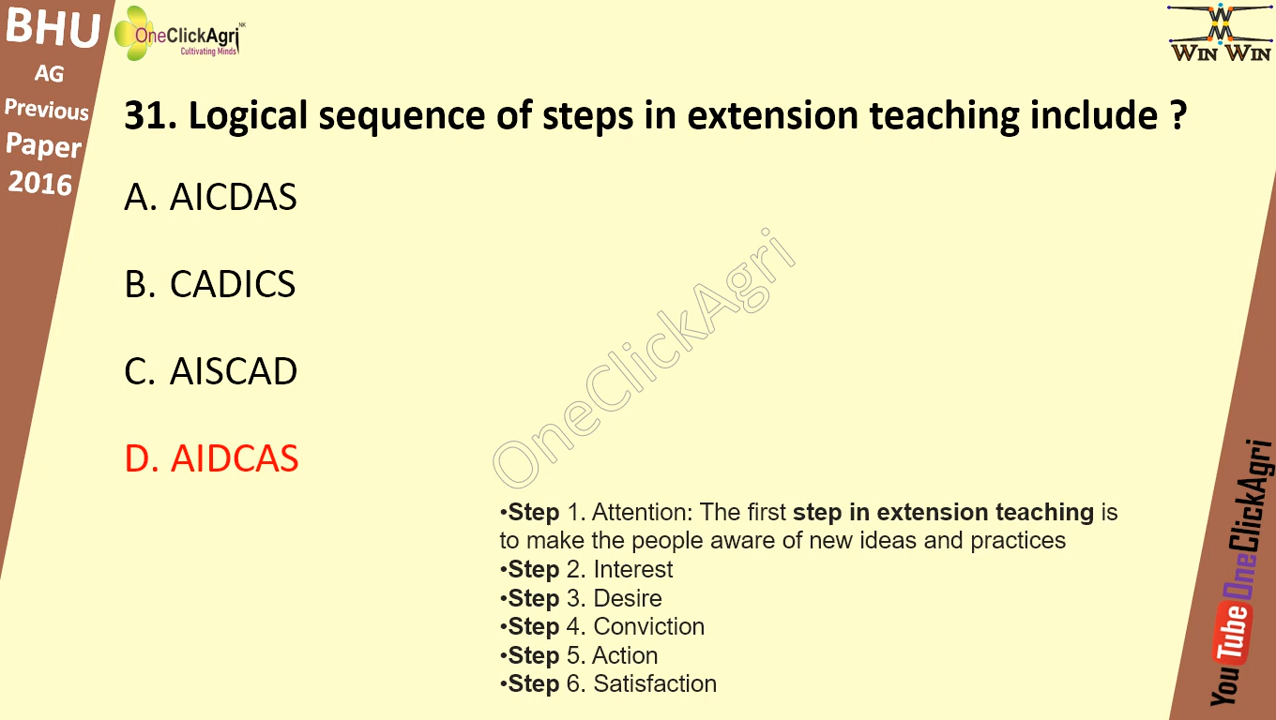 BHU
AG
Previous
Paper
2016
OneClickAgri NK
Cultivating Minds
WIN WIN
31. Logical sequence of steps in extension teaching include ?
A. AICDAS
B. CADICS
C. AISCAD
D. AIDCAS
OneClickAgri
•Step 1. Attention: The first step in extension teaching is
to make the people aware of new ideas and practices
•Step 2. Interest
•Step 3. Desire
•Step 4. Conviction
•Step 5. Action
•Step 6. Satisfaction
YouTube OneClickAgri